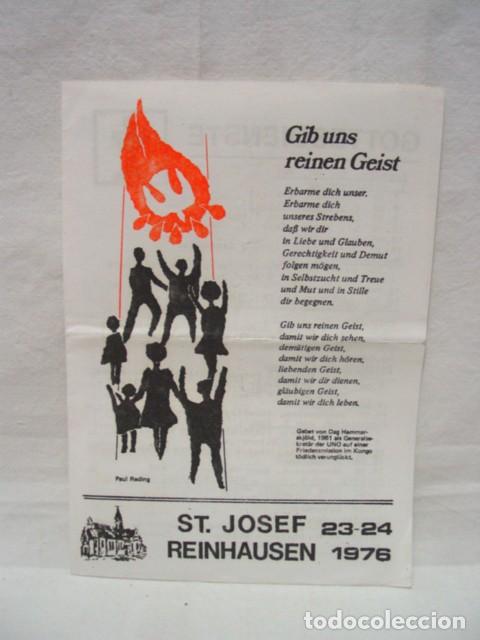 Gib uns
reinen Geist
Erbarme dich unser.
Erbarme dich
unseres Strebens,
daß wir dir
in Liebe und Glauben,
Gerechtigkeit und Demut
folgen mögen,
in Selbstzucht und Treue
und Mut und in Stille
dir begegnen.
Gib uns reinen Geist,
damit wir dich sehen,
demütigen Geist,
damit wir dich hören,
liebenden Geist,
damit wir dir dienen,
gläubigen Geist,
damit wir dich leben.
Gebet von Dag Hammar-
skjöld, 1961 als Generalse-
kretär der UNO auf einer
Friedensmission im Kongo
tödlich verunglückt.
Paul Reding
ST. JOSEF 23-24
REINHAUSEN 1976
todocoleccion.net